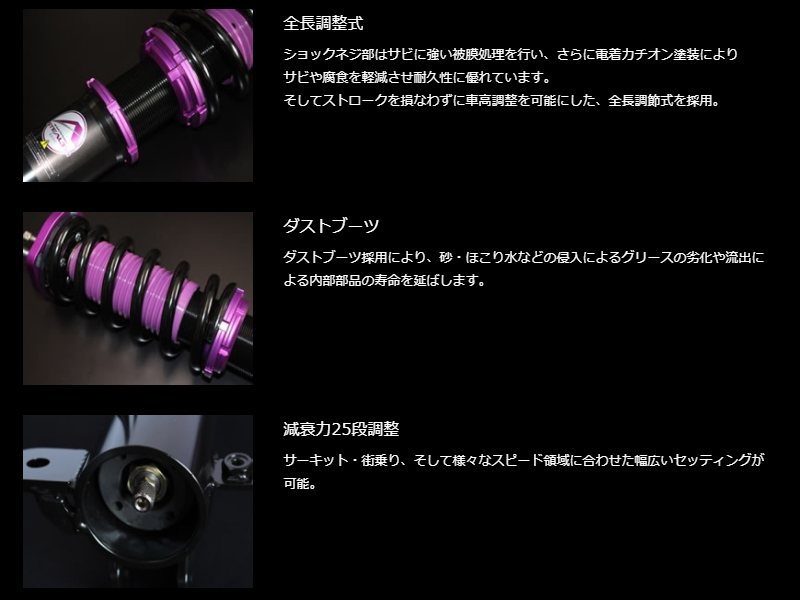 全長調整式
ショックネジ部はサビに強い被膜処理を行い、さらに電着カチオン塗装により
サビや腐食を軽減させ耐久性に優れています。
そしてストロークを損なわずに車高調整を可能にした、全長調節式を採用。
ダストブーツ
ダストブーツ採用により、砂・ほこり水などの侵入によるグリースの劣化や流出に
よる内部部品の寿命を延ばします。
減衰力25段調整
サーキット・街乗り、そして様々なスピード領域に合わせた幅広いセッティングが
可能。